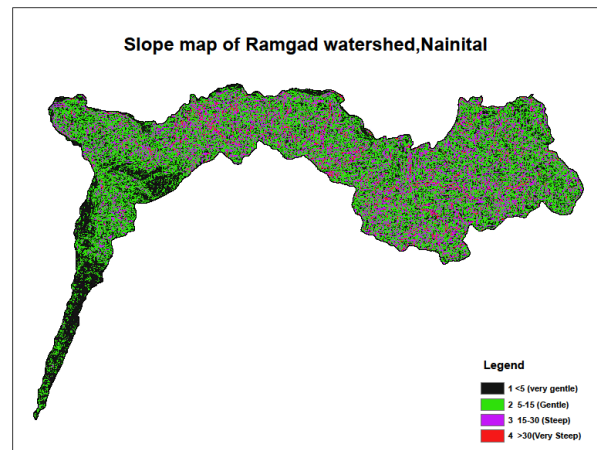 Slope map of Ramgad watershed,Nainital
Legend
1 <5 (very gentle)
2 5-15 (Gentle)
3 15-30 (Steep)
4 >30(Very Steep)